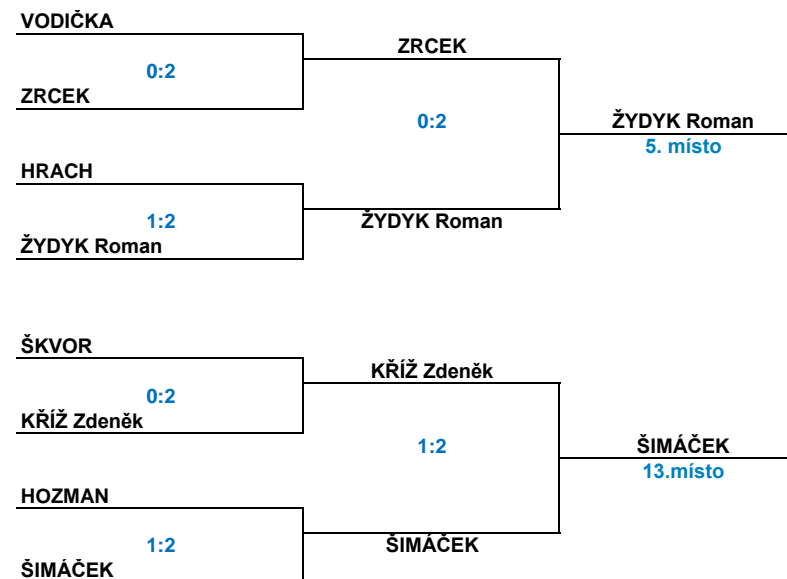 VODIČKA
ZRCEK
0:2
ZRCEK
0:2
ŽYDYK Roman
5. místo
HRACH
1:2
ŽYDYK Roman
ŽYDYK Roman
ŠKVOR
KŘÍŽ Zdeněk
0:2
KŘÍŽ Zdeněk
1:2
ŠIMÁČEK
13.místo
HOZMAN
1:2
ŠIMÁČEK
ŠIMÁČEK